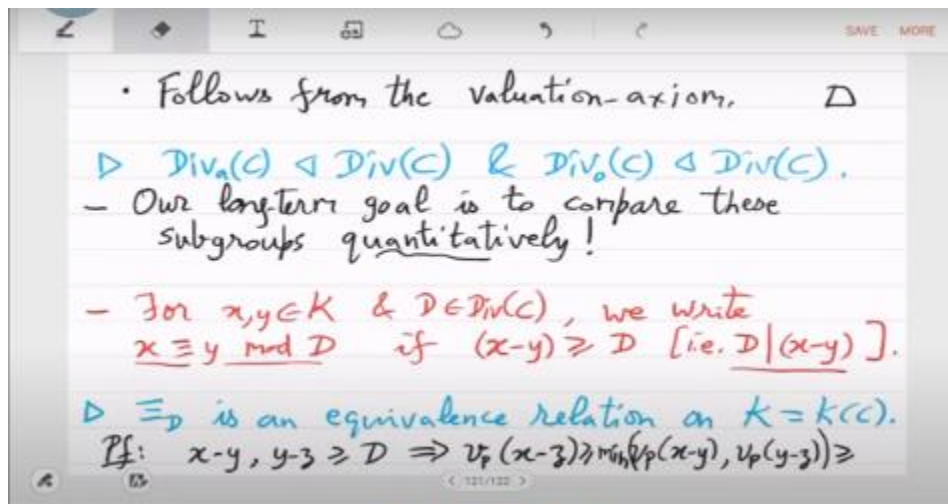 SAVE MORE
· Follows from the valuation-axiom. □
▷ Div_a(C) ◁ Div(C) & Div_0(C) ◁ Div(C).
– Our long-term goal is to compare these
subgroups quantitatively!
– For x,y∈K & D∈Div(C), we write
x≡y mod D if (x-y)≥D [i.e. D|(x-y)].
▷ ≡_D is an equivalence relation on K=K(C).
Pf: x-y, y-z ≥ D ⇒ v_p(x-z)≥min(v_p(x-y), v_p(y-z))≥
< 121/122 >